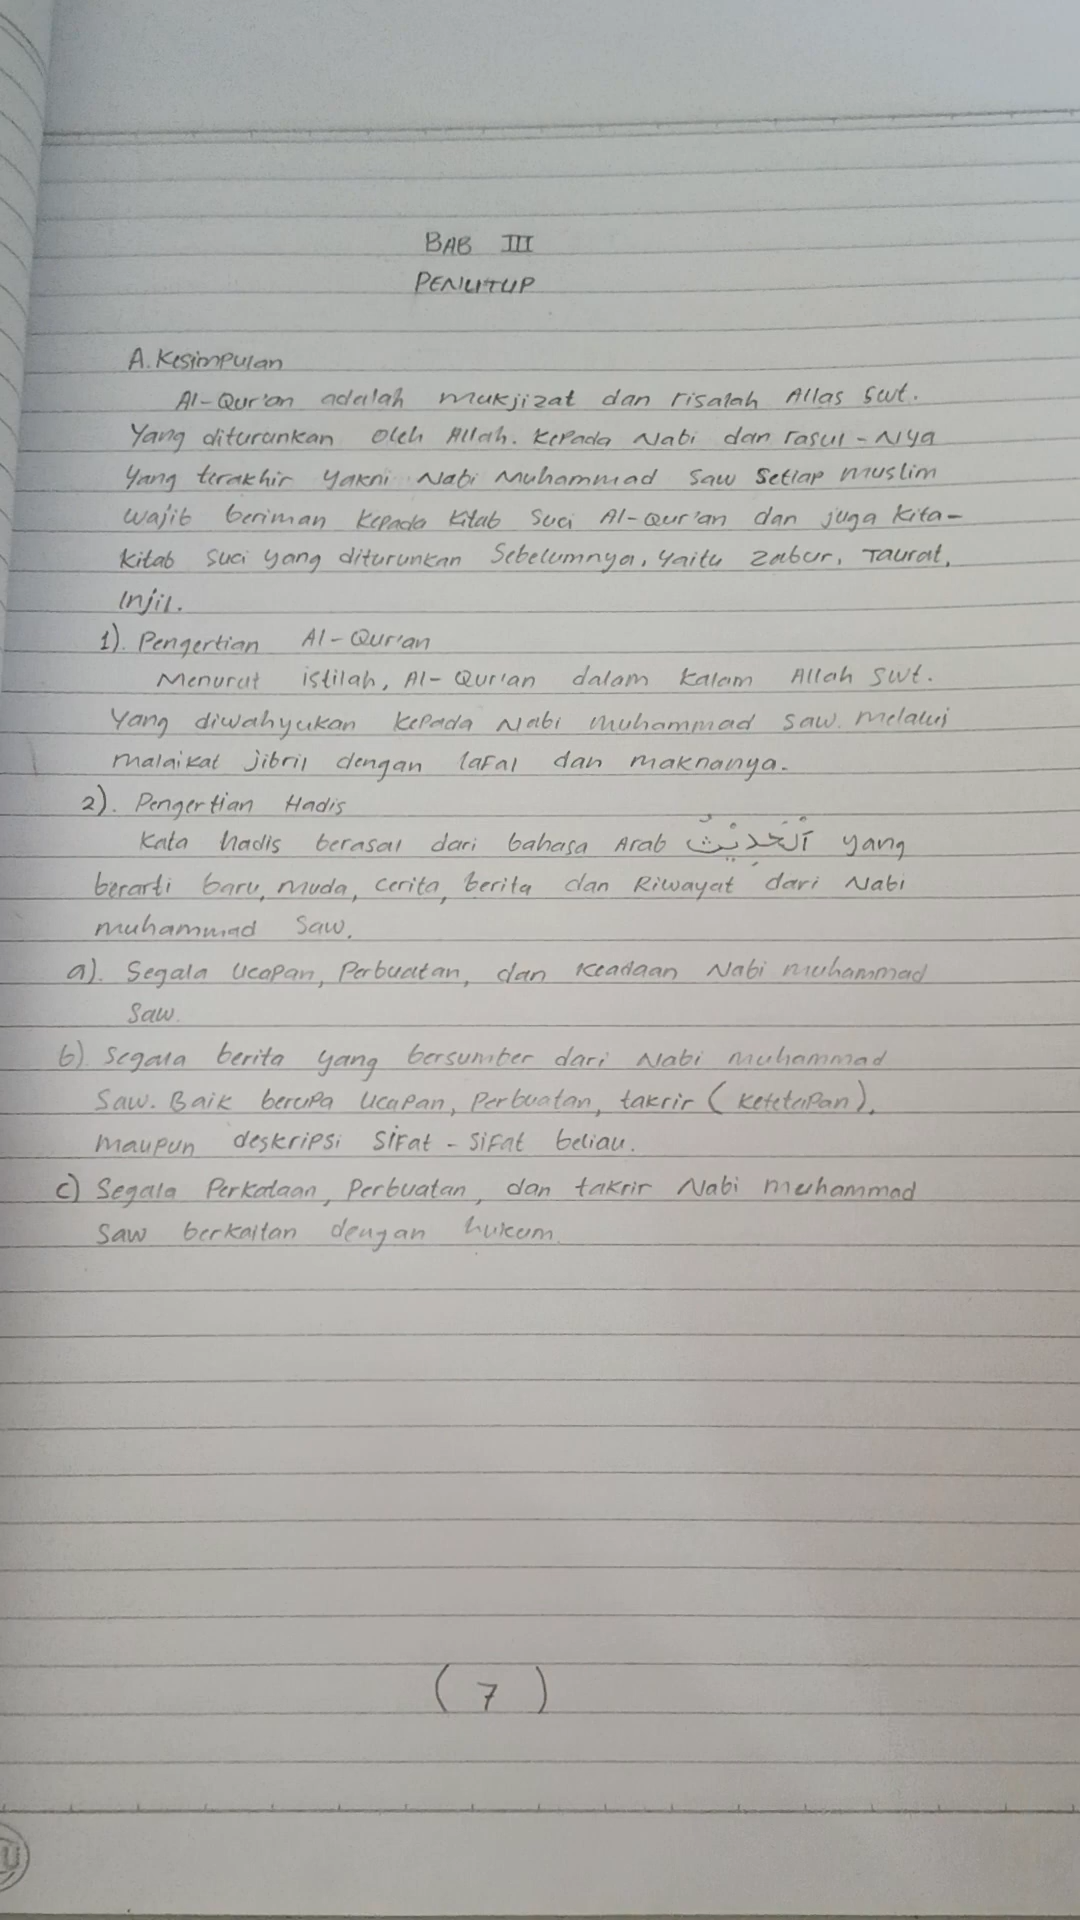 BAB III
PENUTUP
A. Kesimpulan
Al-Qur'an adalah mukjizat dan risalah Allas Swt.
Yang diturunkan oleh Allah. Kepada Nabi dan rasul-Nya
Yang terakhir yakni Nabi Muhammad Saw Setiap muslim
wajib beriman kepada kitab Suci Al-Qur'an dan juga Kita-
kitab suci yang diturunkan Sebelumnya, yaitu Zabur, Taurat,
Injil.
1). Pengertian Al-Qur'an
Menurut istilah, Al-Qur'an dalam kalam Allah Swt.
Yang diwahyukan kepada Nabi Muhammad Saw. melalui
malaikat jibril dengan lafal dan maknanya.
2). Pengertian Hadis
Kata hadis berasal dari bahasa Arab اَلْحَدِيْثُ yang
berarti baru, muda, cerita, berita dan Riwayat dari Nabi
muhammad Saw.
a). Segala Ucapan, Perbuatan, dan Keadaan Nabi muhammad
Saw.
b). Segala berita yang bersumber dari Nabi Muhammad
Saw. Baik berupa Ucapan, Perbuatan, takrir (ketetapan),
maupun deskripsi Sifat-Sifat beliau.
c) Segala Perkataan, Perbuatan, dan takrir Nabi muhammad
Saw berkaitan dengan hukum.
(7)